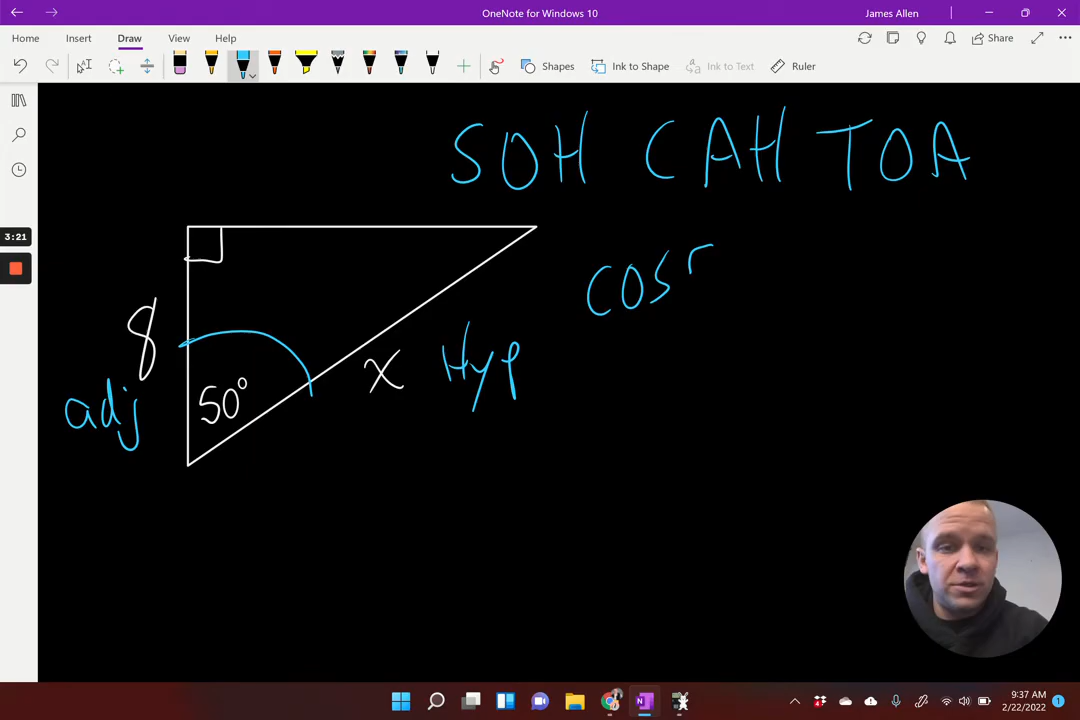 OneNote for Windows 10
James Allen
Home Insert Draw View Help
Share
Shapes
Ink to Shape
Ink to Text
Ruler
SOH CAH TOA
3:21
cos
8
x
Hyp
adj
50°
9:37 AM
2/22/2022
1